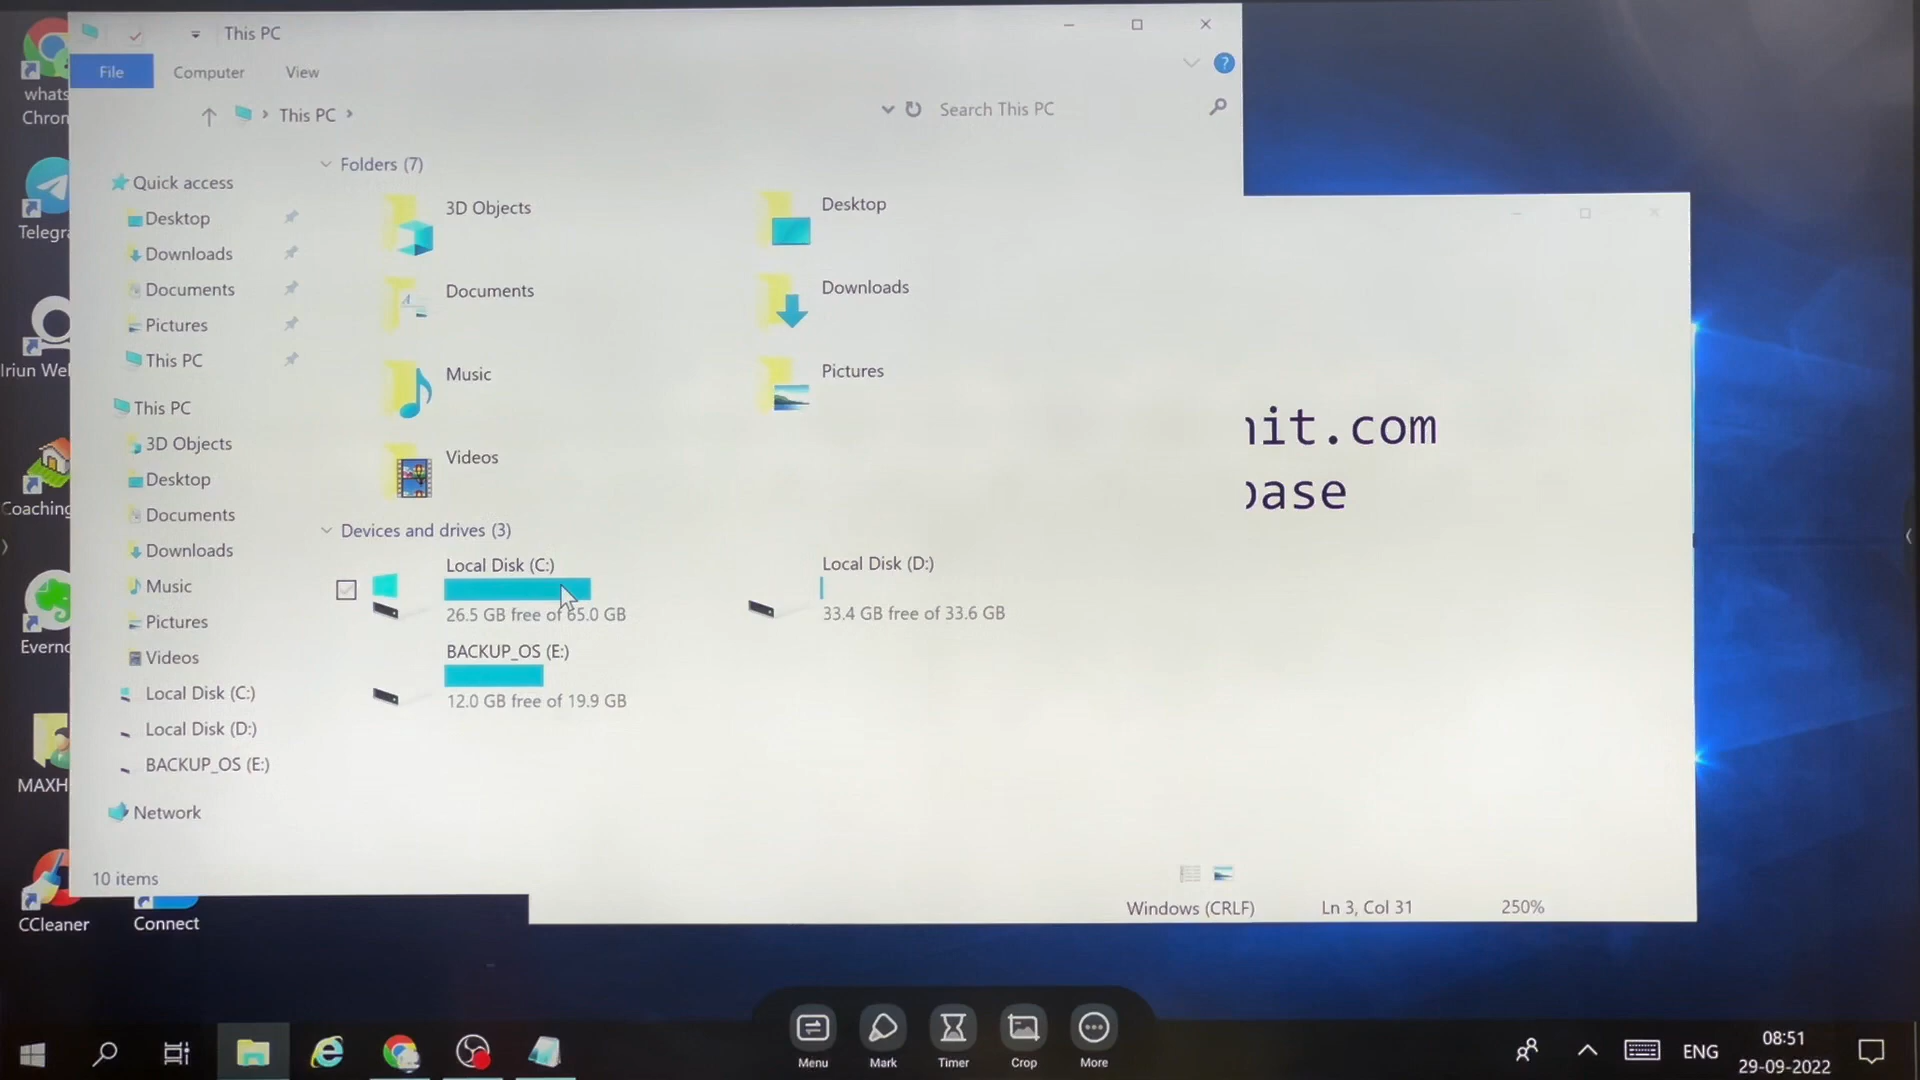 This PC
File
Computer
View
This PC
Search This PC
Quick access
Desktop
Downloads
Documents
Pictures
This PC
This PC
3D Objects
Desktop
Documents
Downloads
Music
Pictures
Videos
Local Disk (C:)
Local Disk (D:)
BACKUP_OS (E:)
Network
10 items
Folders (7)
3D Objects
Desktop
Documents
Downloads
Music
Pictures
Videos
Devices and drives (3)
Local Disk (C:)
26.5 GB free of 65.0 GB
Local Disk (D:)
33.4 GB free of 33.6 GB
BACKUP_OS (E:)
12.0 GB free of 19.9 GB
nit.com
base
Windows (CRLF)
Ln 3, Col 31
250%
whats
Chron
Telegra
Iriun Wel
Coaching
Everno
MAXH
CCleaner
Connect
Menu
Mark
Timer
Crop
More
ENG
08:51
29-09-2022